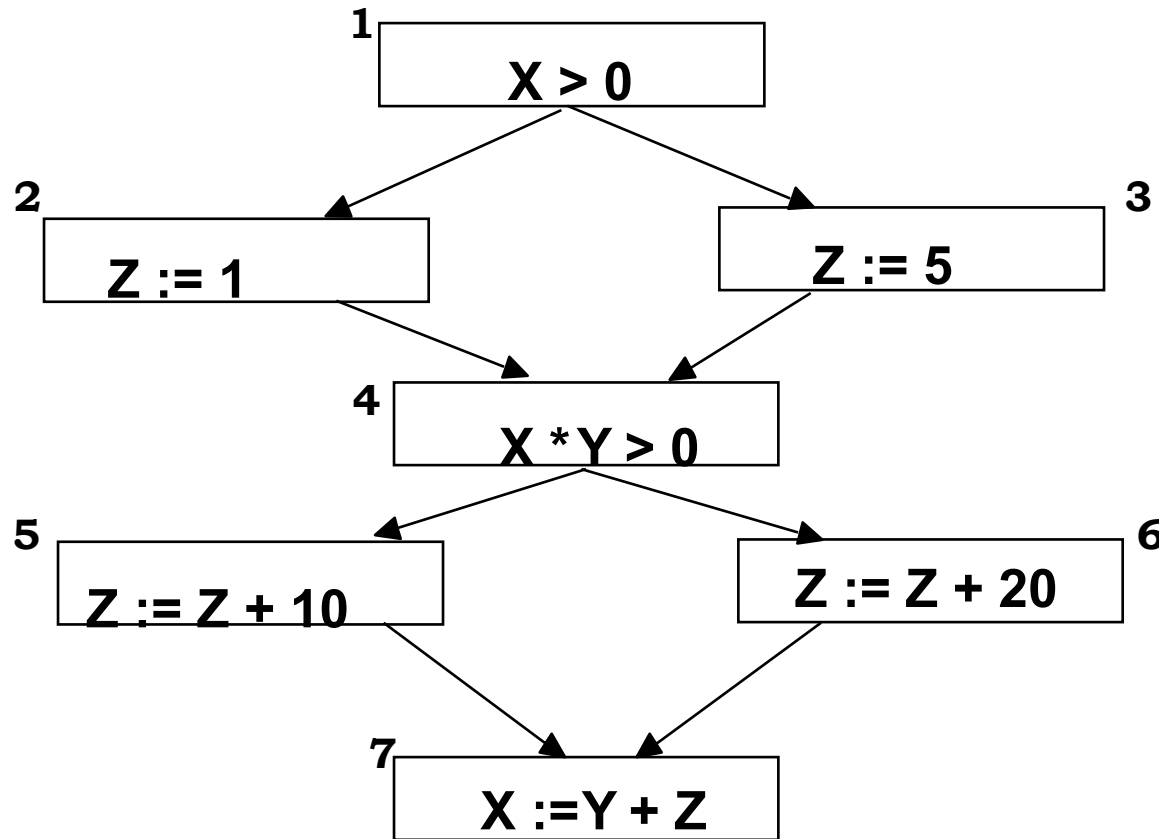 1
X > 0
2
Z := 1
3
Z := 5
4
X * Y > 0
5
Z := Z + 10
6
Z := Z + 20
7
X :=Y + Z